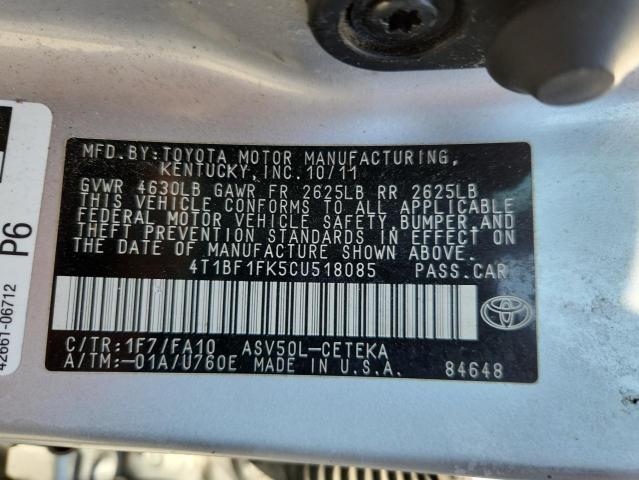 MFD. BY: TOYOTA MOTOR MANUFACTURING,
KENTUCKY, INC. 10/11
GVWR 4630LB GAWR FR 2625LB RR 2625LB
THIS VEHICLE CONFORMS TO ALL APPLICABLE
FEDERAL MOTOR VEHICLE SAFETY, BUMPER, AND
THEFT PREVENTION STANDARDS IN EFFECT ON
THE DATE OF MANUFACTURE SHOWN ABOVE.
4T1BF1FK5CU518085 PASS. CAR
C/TR: 1F7/FA10 ASV50L-CETEKA
A/TM: -01A/U760E MADE IN U.S.A.
84648
TOYOTA
P6
42661-06712